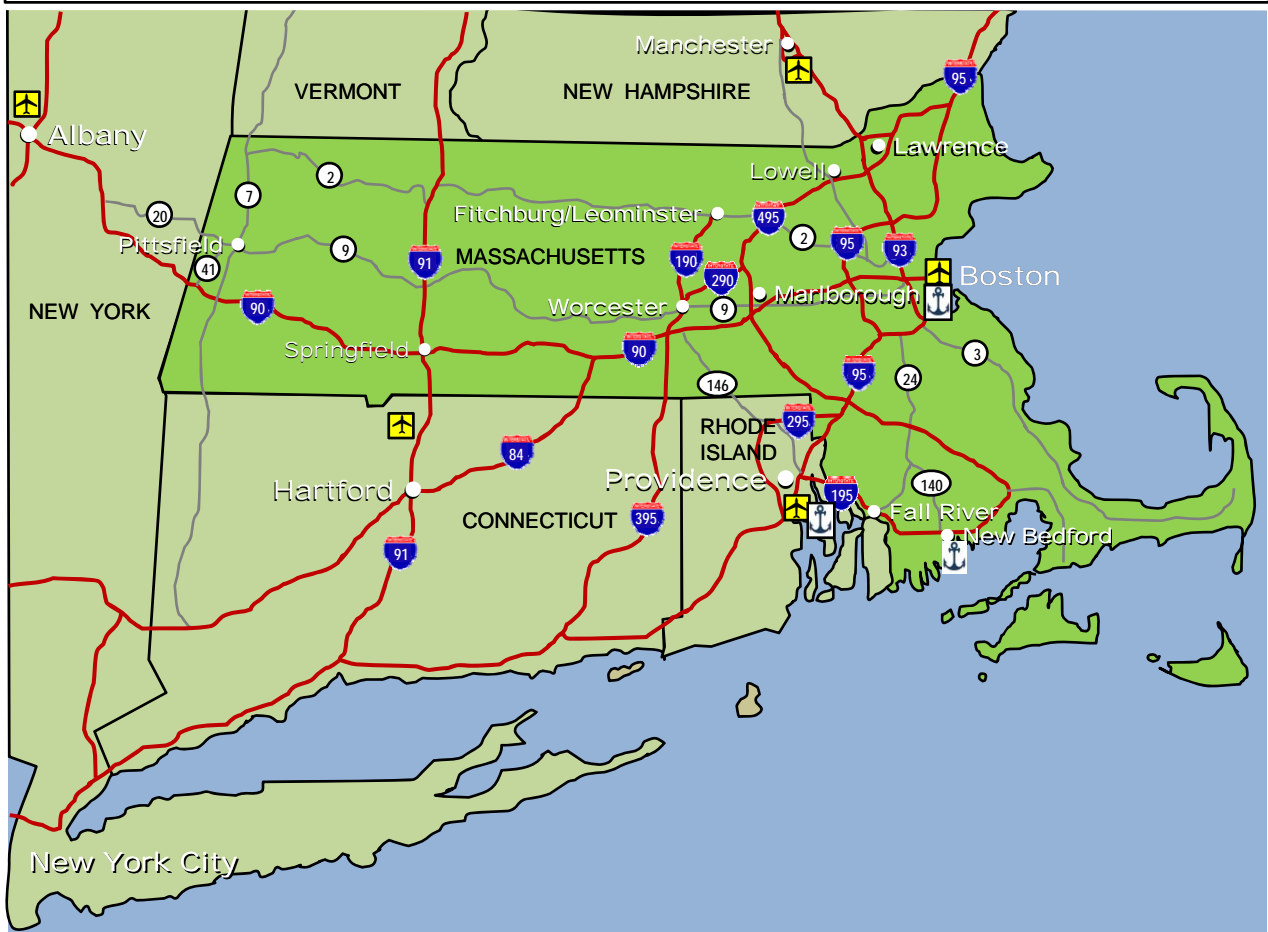 Manchester
95
VERMONT
NEW HAMPSHIRE
Albany
Lawrence
Lowell
2
7
20
Fitchburg/Leominster
495
2
95
93
Pittsfield
9
41
91
MASSACHUSETTS
190
290
Boston
90
NEW YORK
Worcester
9
Marlborough
Springfield
90
3
95
24
146
295
RHODE
ISLAND
84
Hartford
Providence
195
140
CONNECTICUT
395
Fall River
New Bedford
91
New York City